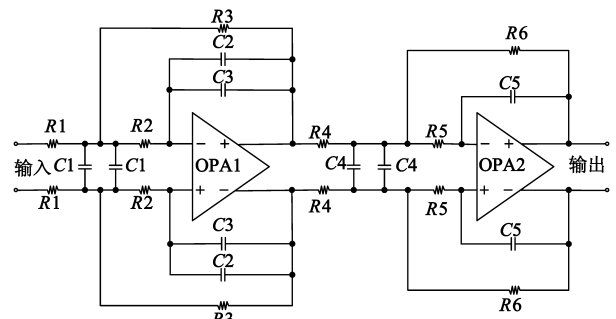 R3
C2
C3
R6
C5
R1 R2 R4 R5
输入 C1 C1 OPA1 C4 C4 OPA2 输出
R1 R2 R4 R5
C3
C2
R3
C5
R6